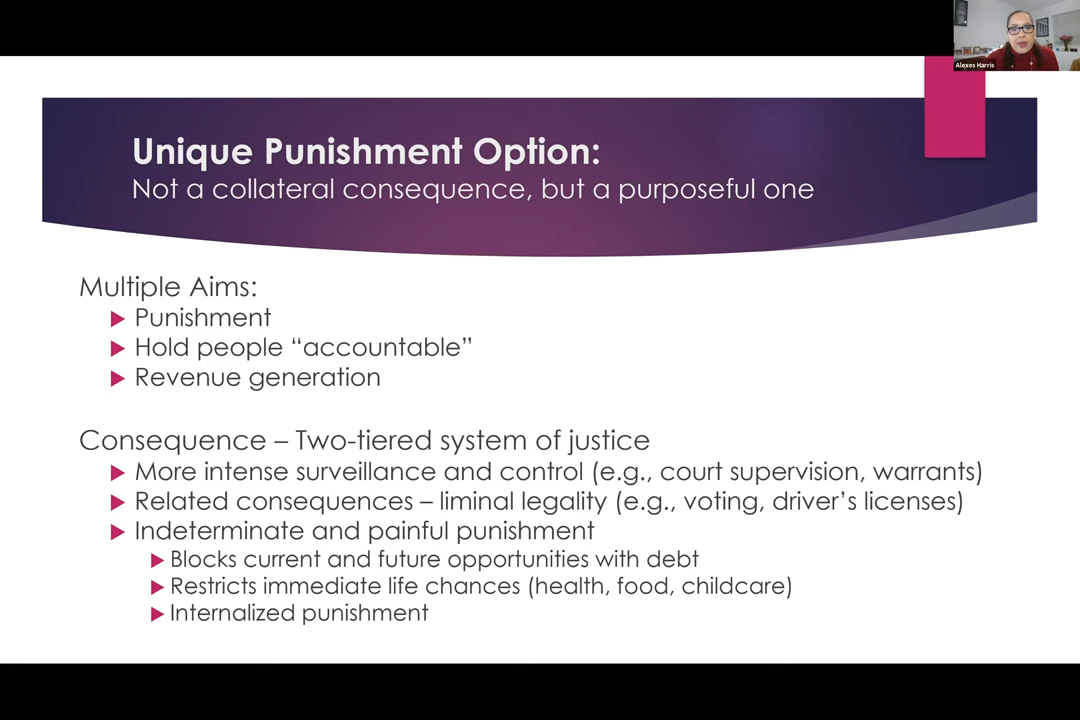 Alexes Harris
Unique Punishment Option:
Not a collateral consequence, but a purposeful one
Multiple Aims:
Punishment
Hold people “accountable”
Revenue generation
Consequence – Two-tiered system of justice
More intense surveillance and control (e.g., court supervision, warrants)
Related consequences – liminal legality (e.g., voting, driver’s licenses)
Indeterminate and painful punishment
Blocks current and future opportunities with debt
Restricts immediate life chances (health, food, childcare)
Internalized punishment